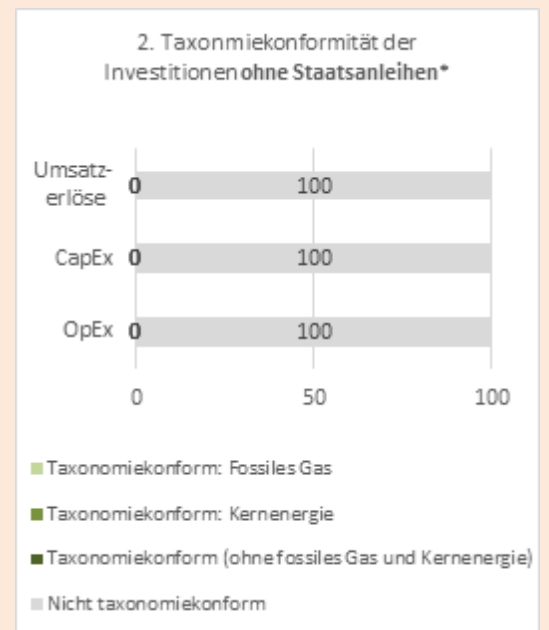 2. Taxonmiekonformität der
Investitionen ohne Staatsanleihen*
Umsatz-
erlöse
0 100
CapEx 0 100
OpEx 0 100
0 50 100
Taxonomiekonform: Fossiles Gas
Taxonomiekonform: Kernenergie
Taxonomiekonform (ohne fossiles Gas und Kernenergie)
Nicht taxonomiekonform